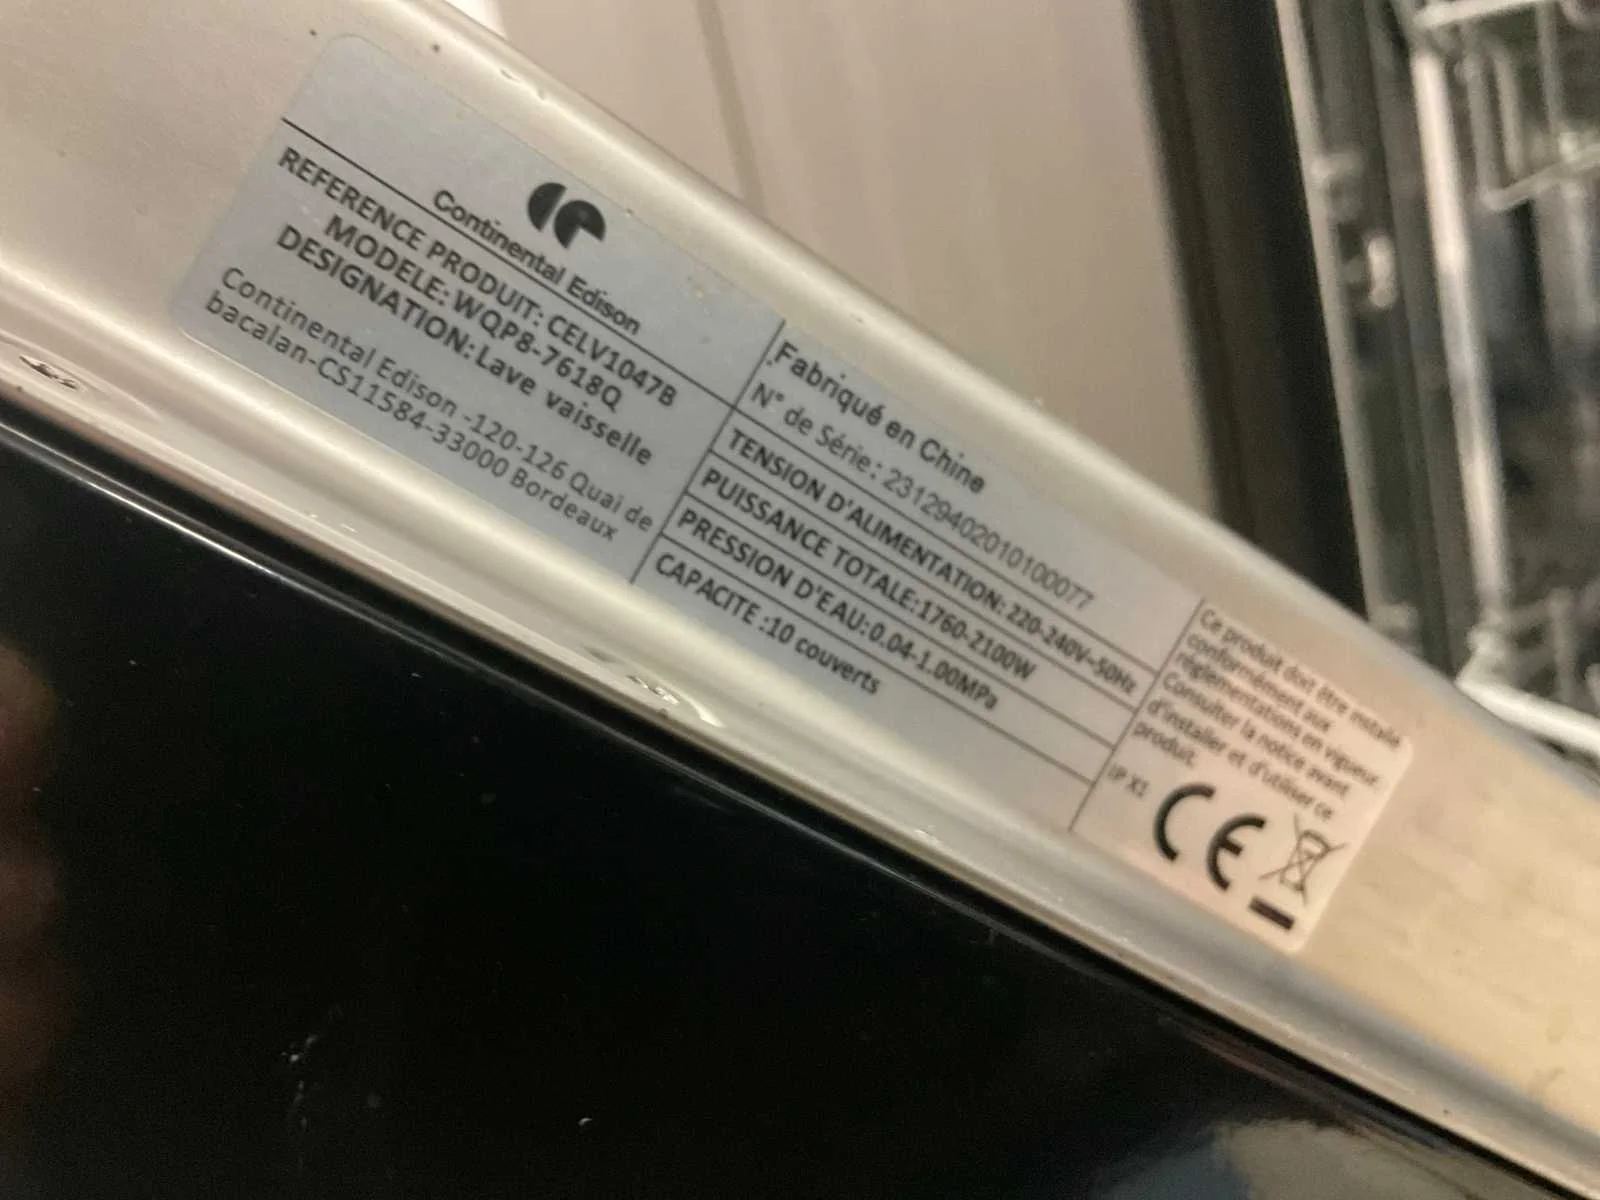 Continental Edison
REFERENCE PRODUIT: CELV1047B
MODELE: WQP8-7618Q
DESIGNATION: Lave vaisselle
Continental Edison -120-126 Quai de
bacalan-CS11584-33000 Bordeaux
Fabriqué en Chine
N° de Série: 2312940201010100077
TENSION D'ALIMENTATION: 220-240V~50Hz
PUISSANCE TOTALE:1760-2100W
PRESSION D'EAU:0.04-1.00MPa
CAPACITE :10 couverts
Ce produit doit être installé
conformément aux
réglementations en vigueur.
Consulter la notice avant
d'installer et d'utiliser ce
produit.
IP X1
CE